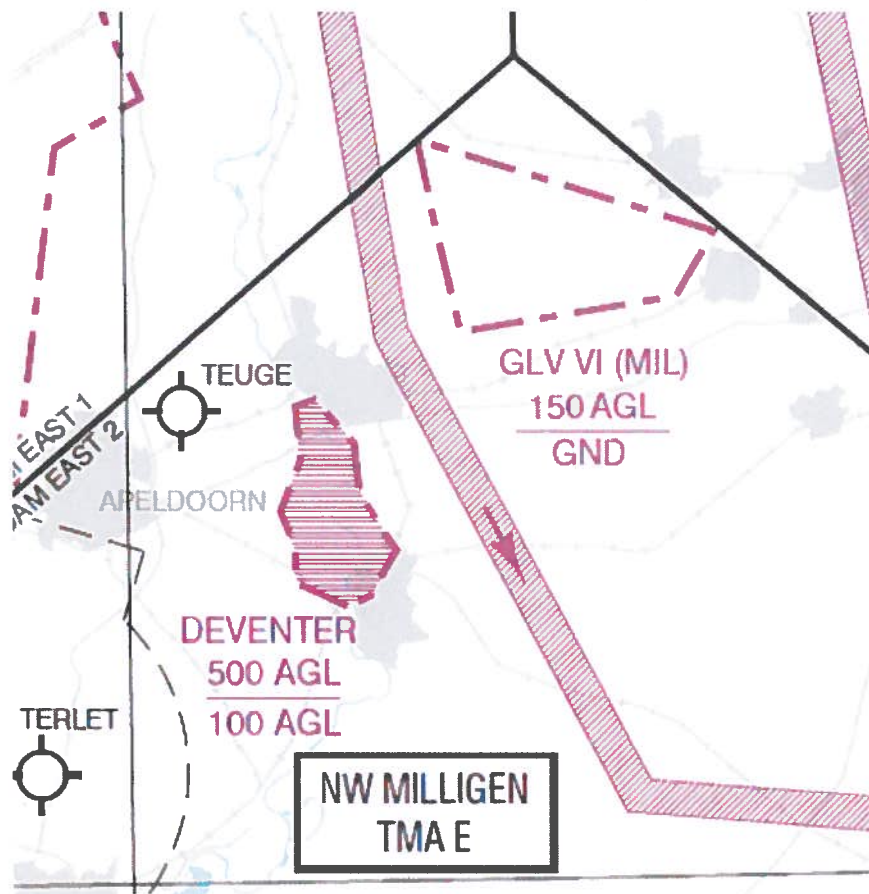 TEUGE
GLV VI (MIL)
150 AGL
GND
EAST 1
AM EAST 2
APELDOORN
DEVENTER
500 AGL
100 AGL
TERLET
NW MILLIGEN
TMA E